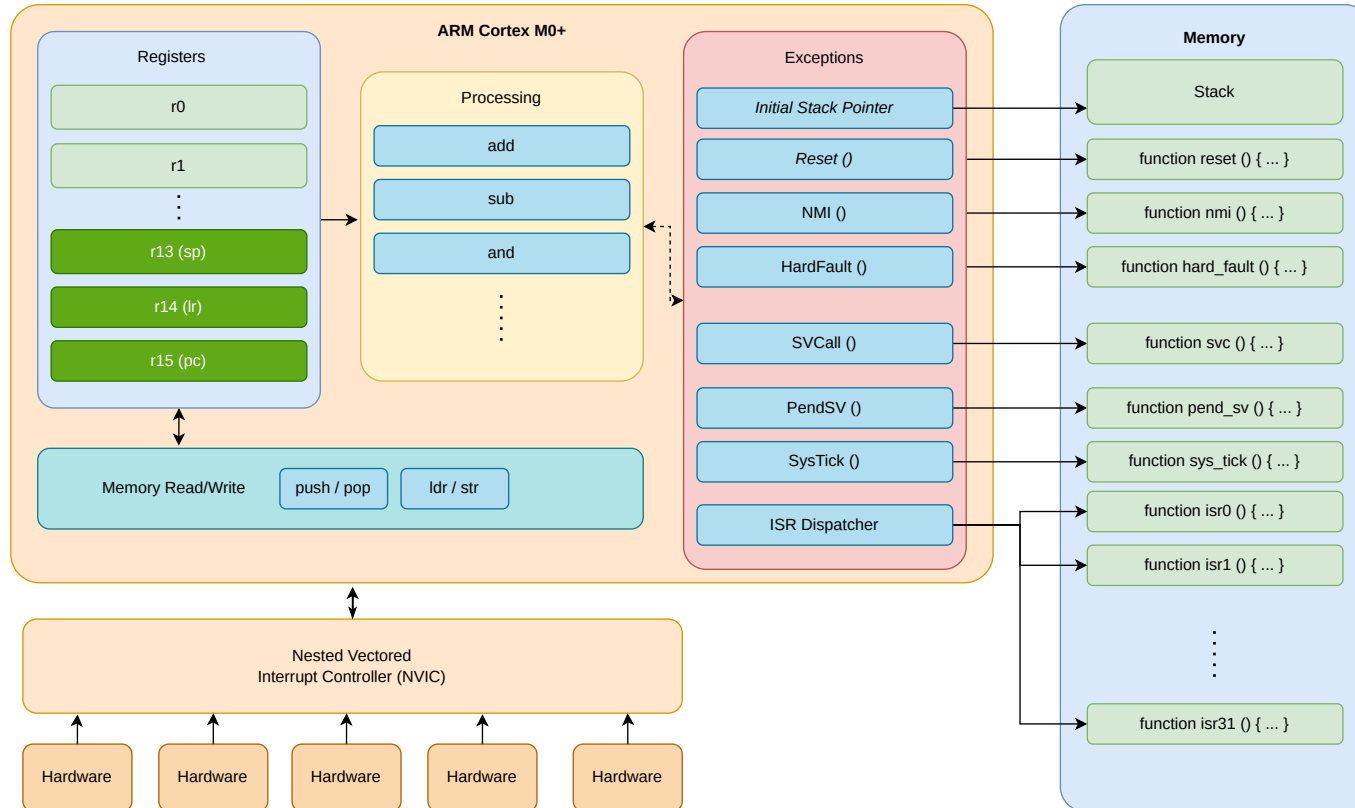 ARM Cortex M0+
Registers
r0
r1
r13 (sp)
r14 (lr)
r15 (pc)
Processing
add
sub
and
Memory Read/Write
push / pop
ldr / str
Exceptions
Initial Stack Pointer
Reset ()
NMI ()
HardFault ()
SVCall ()
PendSV ()
SysTick ()
ISR Dispatcher
Memory
Stack
function reset () { ... }
function nmi () { ... }
function hard_fault () { ... }
function svc () { ... }
function pend_sv () { ... }
function sys_tick () { ... }
function isr0 () { ... }
function isr1 () { ... }
function isr31 () { ... }
Nested Vectored
Interrupt Controller (NVIC)
Hardware
Hardware
Hardware
Hardware
Hardware